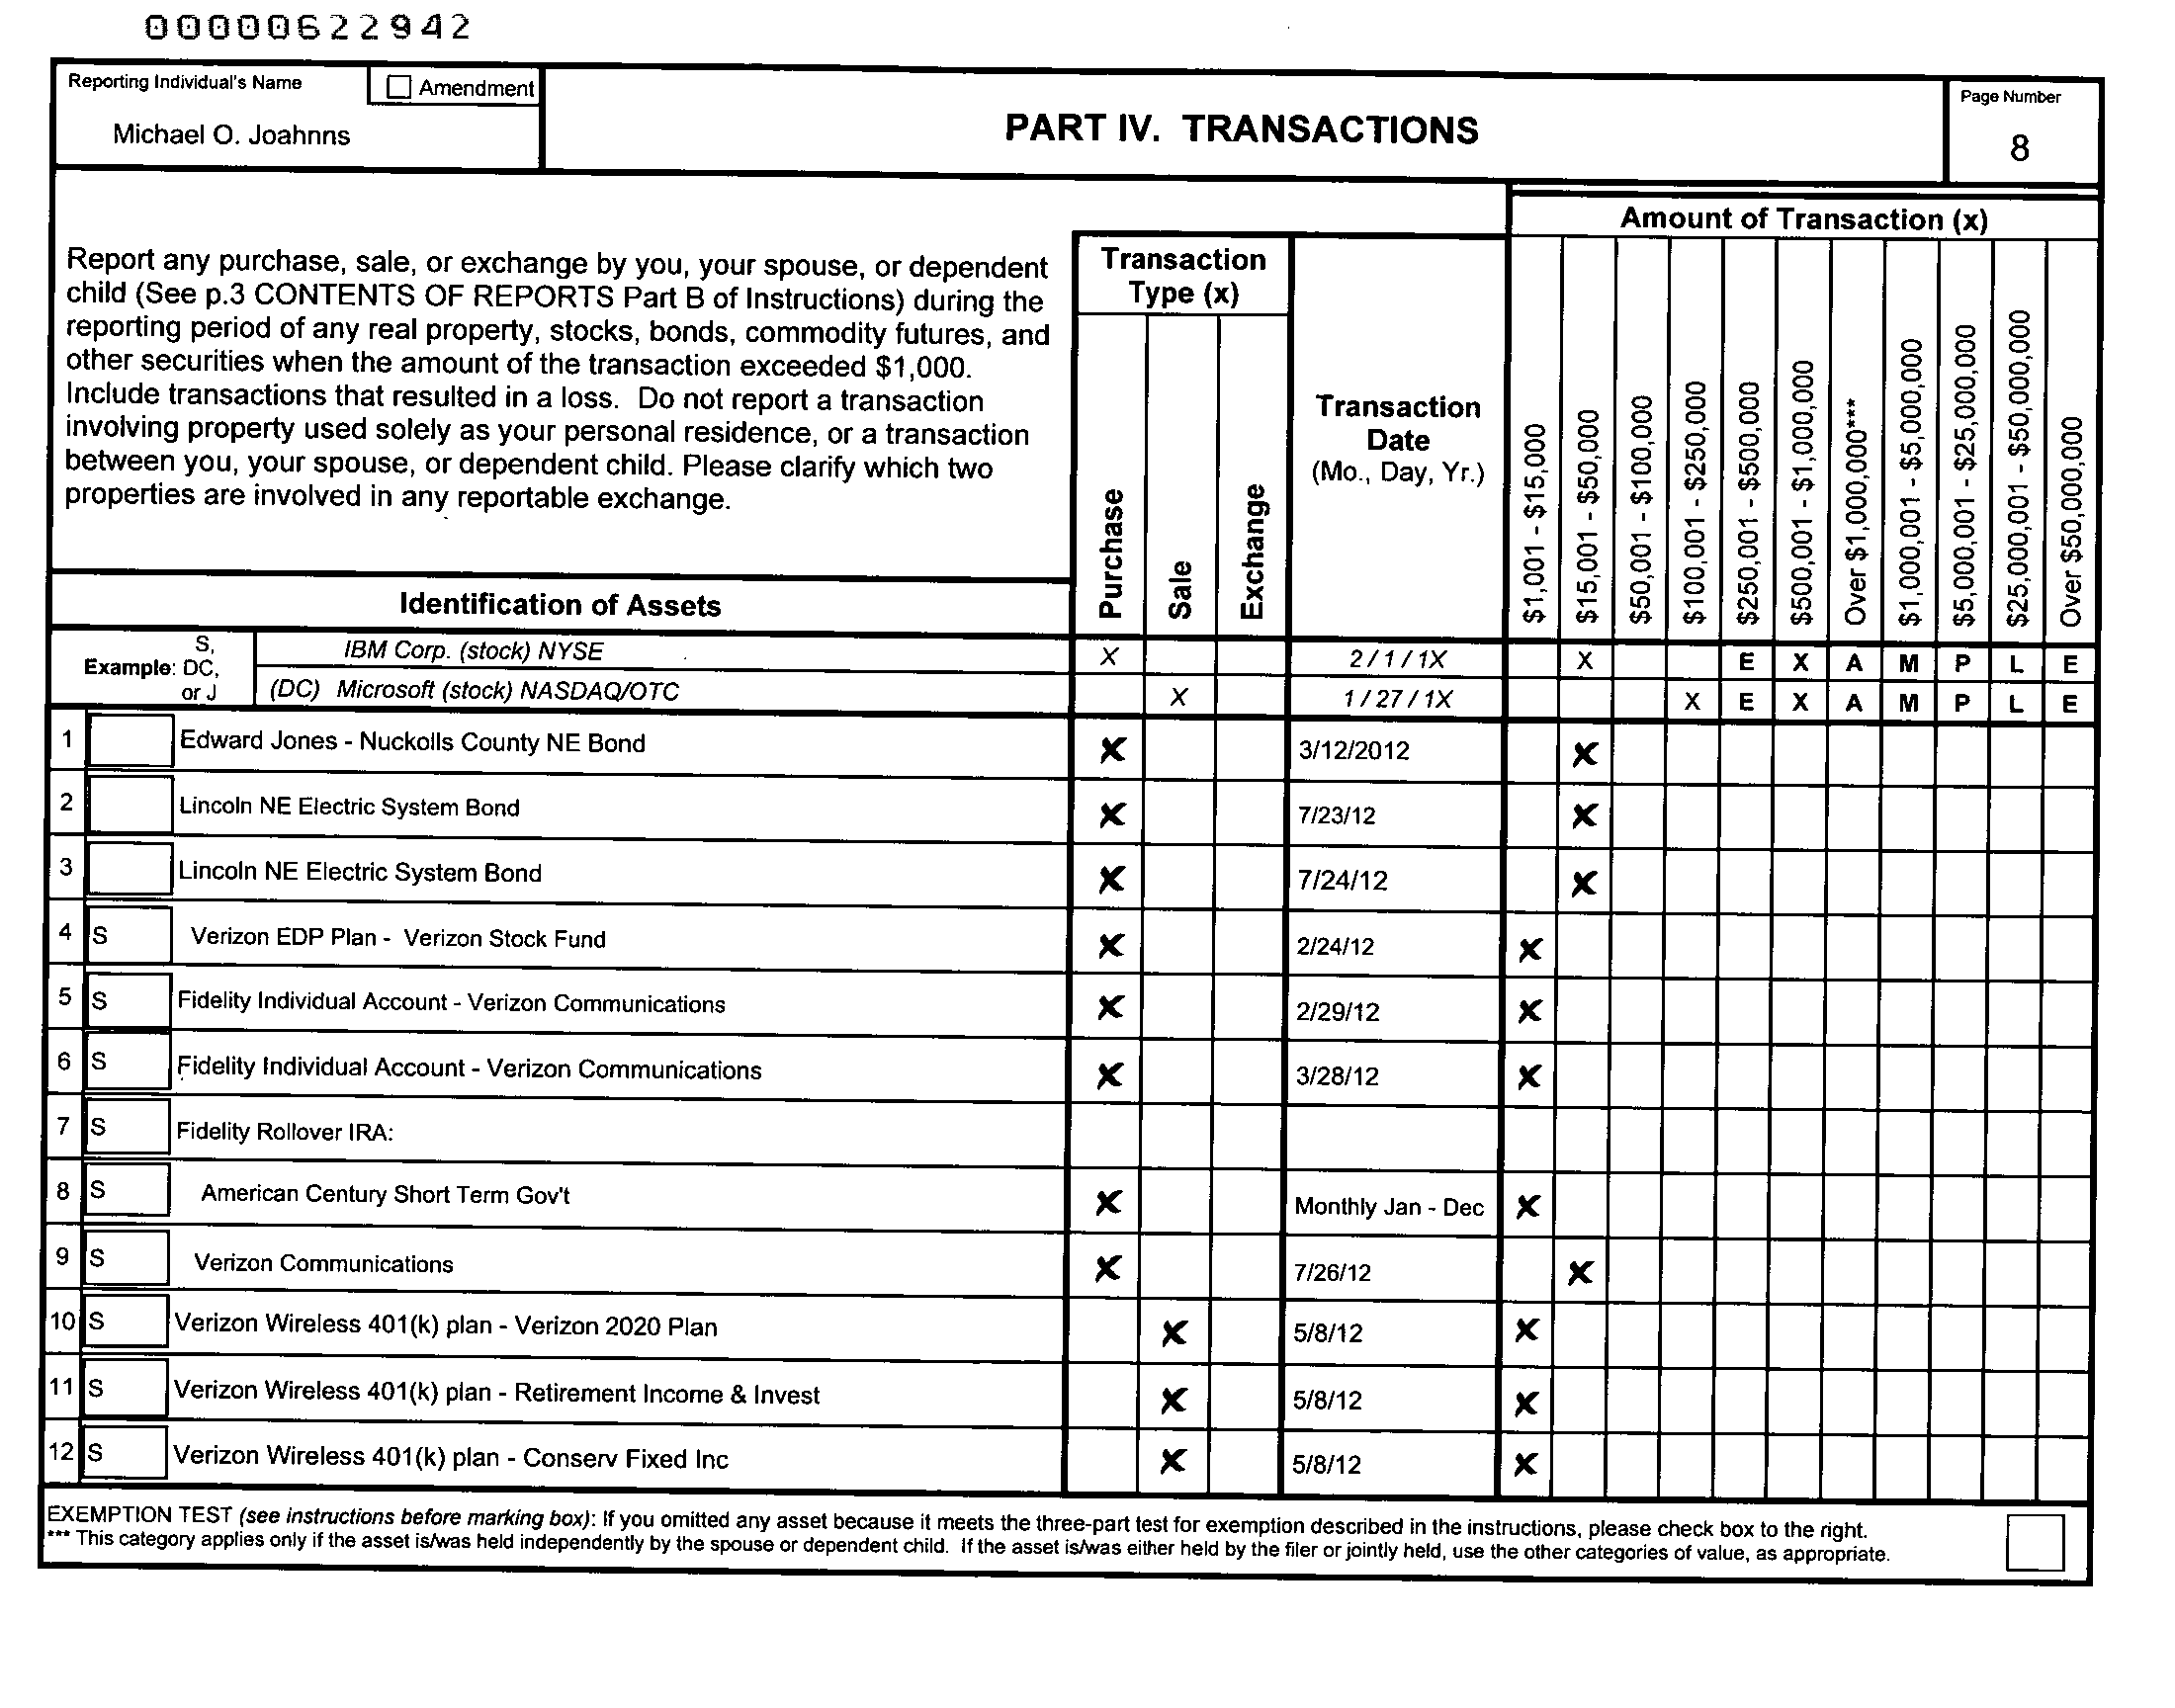 00000622942
Reporting Individual's Name
☐ Amendment
Michael O. Joahnns
PART IV. TRANSACTIONS
Page Number
8
Report any purchase, sale, or exchange by you, your spouse, or dependent
child (See p.3 CONTENTS OF REPORTS Part B of Instructions) during the
reporting period of any real property, stocks, bonds, commodity futures, and
other securities when the amount of the transaction exceeded $1,000.
Include transactions that resulted in a loss. Do not report a transaction
involving property used solely as your personal residence, or a transaction
between you, your spouse, or dependent child. Please clarify which two
properties are involved in any reportable exchange.
Transaction
Type (x)
Purchase
Sale
Exchange
Transaction
Date
(Mo., Day, Yr.)
Amount of Transaction (x)
$1,001 - $15,000
$15,001 - $50,000
$50,001 - $100,000
$100,001 - $250,000
$250,001 - $500,000
$500,001 - $1,000,000
Over $1,000,000***
$1,000,001 - $5,000,000
$5,000,001 - $25,000,000
$25,000,001 - $50,000,000
Over $50,000,000
Identification of Assets
S,
Example: DC,
or J
IBM Corp. (stock) NYSE X 2 / 1 / 1X X E X A M P L E
(DC) Microsoft (stock) NASDAQ/OTC X 1 / 27 / 1X X E X A M P L E
1 Edward Jones - Nuckolls County NE Bond X 3/12/2012 X
2 Lincoln NE Electric System Bond X 7/23/12 X
3 Lincoln NE Electric System Bond X 7/24/12 X
4 S Verizon EDP Plan - Verizon Stock Fund X 2/24/12 X
5 S Fidelity Individual Account - Verizon Communications X 2/29/12 X
6 S Fidelity Individual Account - Verizon Communications X 3/28/12 X
7 S Fidelity Rollover IRA:
8 S American Century Short Term Gov't X Monthly Jan - Dec X
9 S Verizon Communications X 7/26/12 X
10 S Verizon Wireless 401(k) plan - Verizon 2020 Plan X 5/8/12 X
11 S Verizon Wireless 401(k) plan - Retirement Income & Invest X 5/8/12 X
12 S Verizon Wireless 401(k) plan - Conserv Fixed Inc X 5/8/12 X
EXEMPTION TEST (see instructions before marking box): If you omitted any asset because it meets the three-part test for exemption described in the instructions, please check box to the right.
*** This category applies only if the asset is/was held independently by the spouse or dependent child. If the asset is/was either held by the filer or jointly held, use the other categories of value, as appropriate.